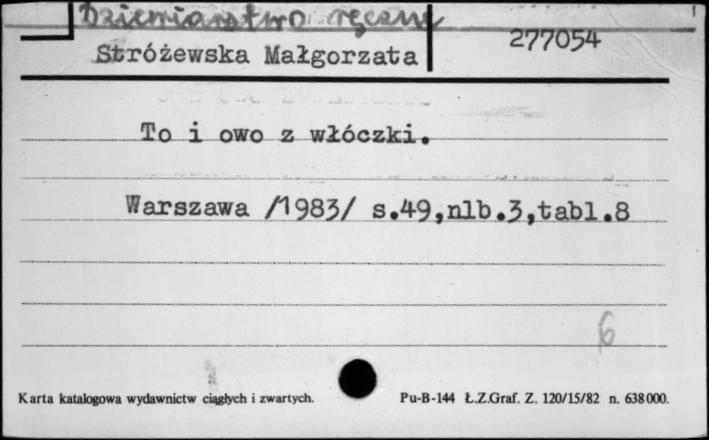 Dziewiarstwo ręczne
Stróżewska Małgorzata
277054
To i owo z włóczki.
Warszawa /1983/ s.49,nlb.3,tabl.8
6
Karta katalogowa wydawnictw ciągłych i zwartych.
Pu-B-144 Ł.Z.Graf. Z. 120/15/82 n. 638000.